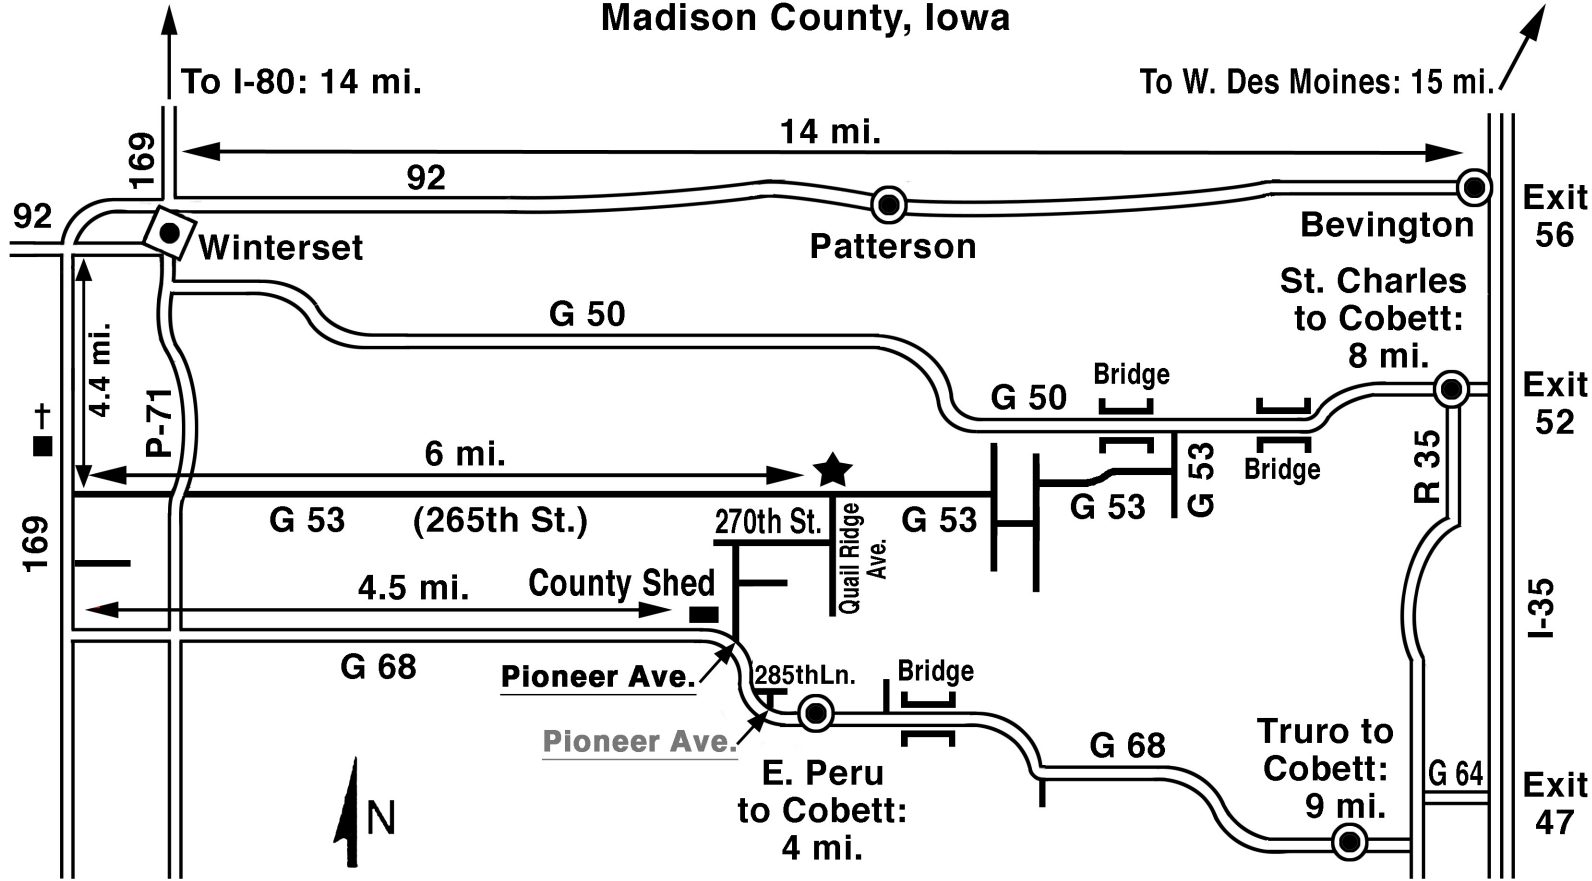 Madison County, Iowa
To I-80: 14 mi.
To W. Des Moines: 15 mi.
14 mi.
169
92
92
Exit
56
Winterset
Patterson
Bevington
St. Charles
to Cobett:
8 mi.
G 50
4.4 mi.
P-71
Bridge
G 50
Exit
52
6 mi.
G 53
Bridge
R 35
G 53
(265th St.)
270th St.
Quail Ridge
Ave.
G 53
G 53
169
4.5 mi.
County Shed
I-35
G 68
Pioneer Ave.
285thLn.
Bridge
Pioneer Ave.
G 68
Truro to
Cobett:
9 mi.
G 64
Exit
47
E. Peru
to Cobett:
4 mi.
N